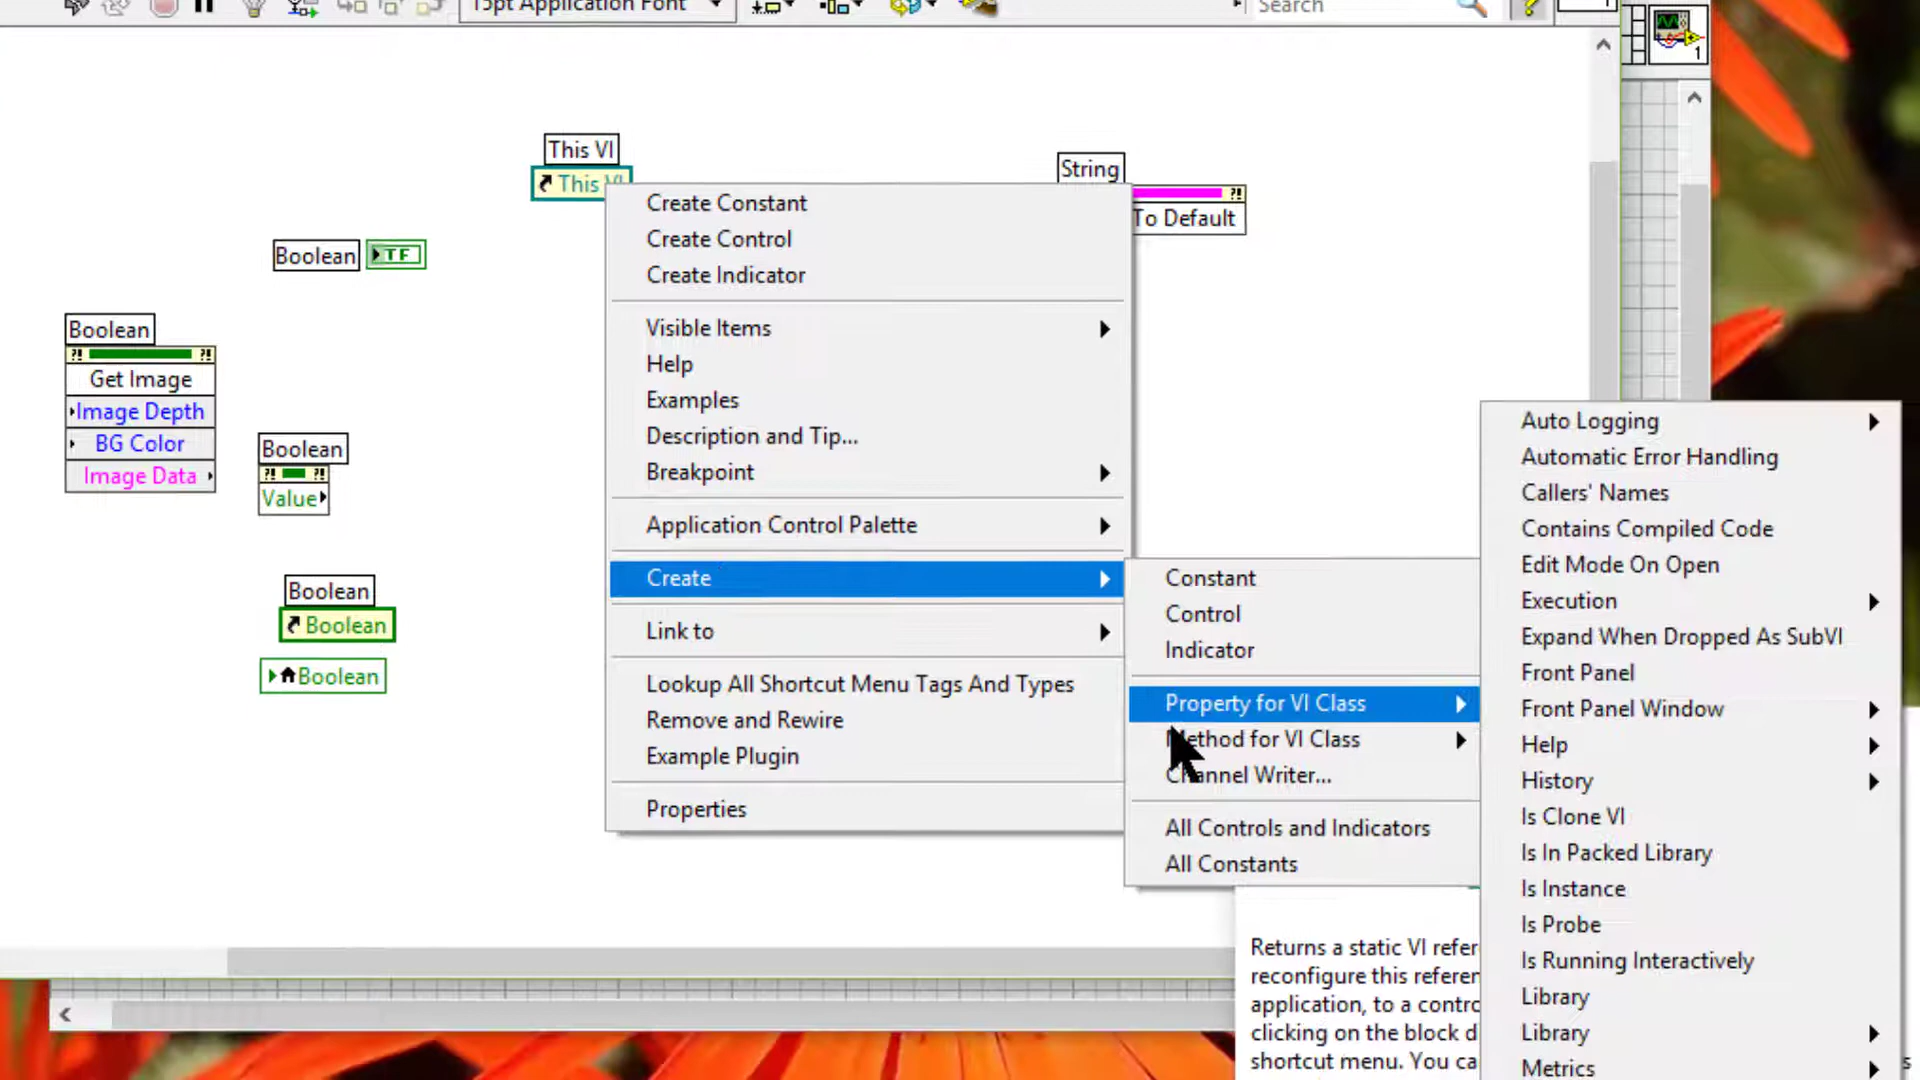 15pt Application Font
Search
1
This VI
This VI
String
To Default
Boolean
TF
Boolean
Get Image
Image Depth
BG Color
Image Data
Boolean
Value
Boolean
Boolean
Boolean
Create Constant
Create Control
Create Indicator
Visible Items
Help
Examples
Description and Tip...
Breakpoint
Application Control Palette
Create
Link to
Lookup All Shortcut Menu Tags And Types
Remove and Rewire
Example Plugin
Properties
Constant
Control
Indicator
Property for VI Class
Method for VI Class
Channel Writer...
All Controls and Indicators
All Constants
Auto Logging
Automatic Error Handling
Callers' Names
Contains Compiled Code
Edit Mode On Open
Execution
Expand When Dropped As SubVI
Front Panel
Front Panel Window
Help
History
Is Clone VI
Is In Packed Library
Is Instance
Is Probe
Is Running Interactively
Library
Library
Metrics
Returns a static VI refer
reconfigure this referen
application, to a contro
clicking on the block d
shortcut menu. You ca